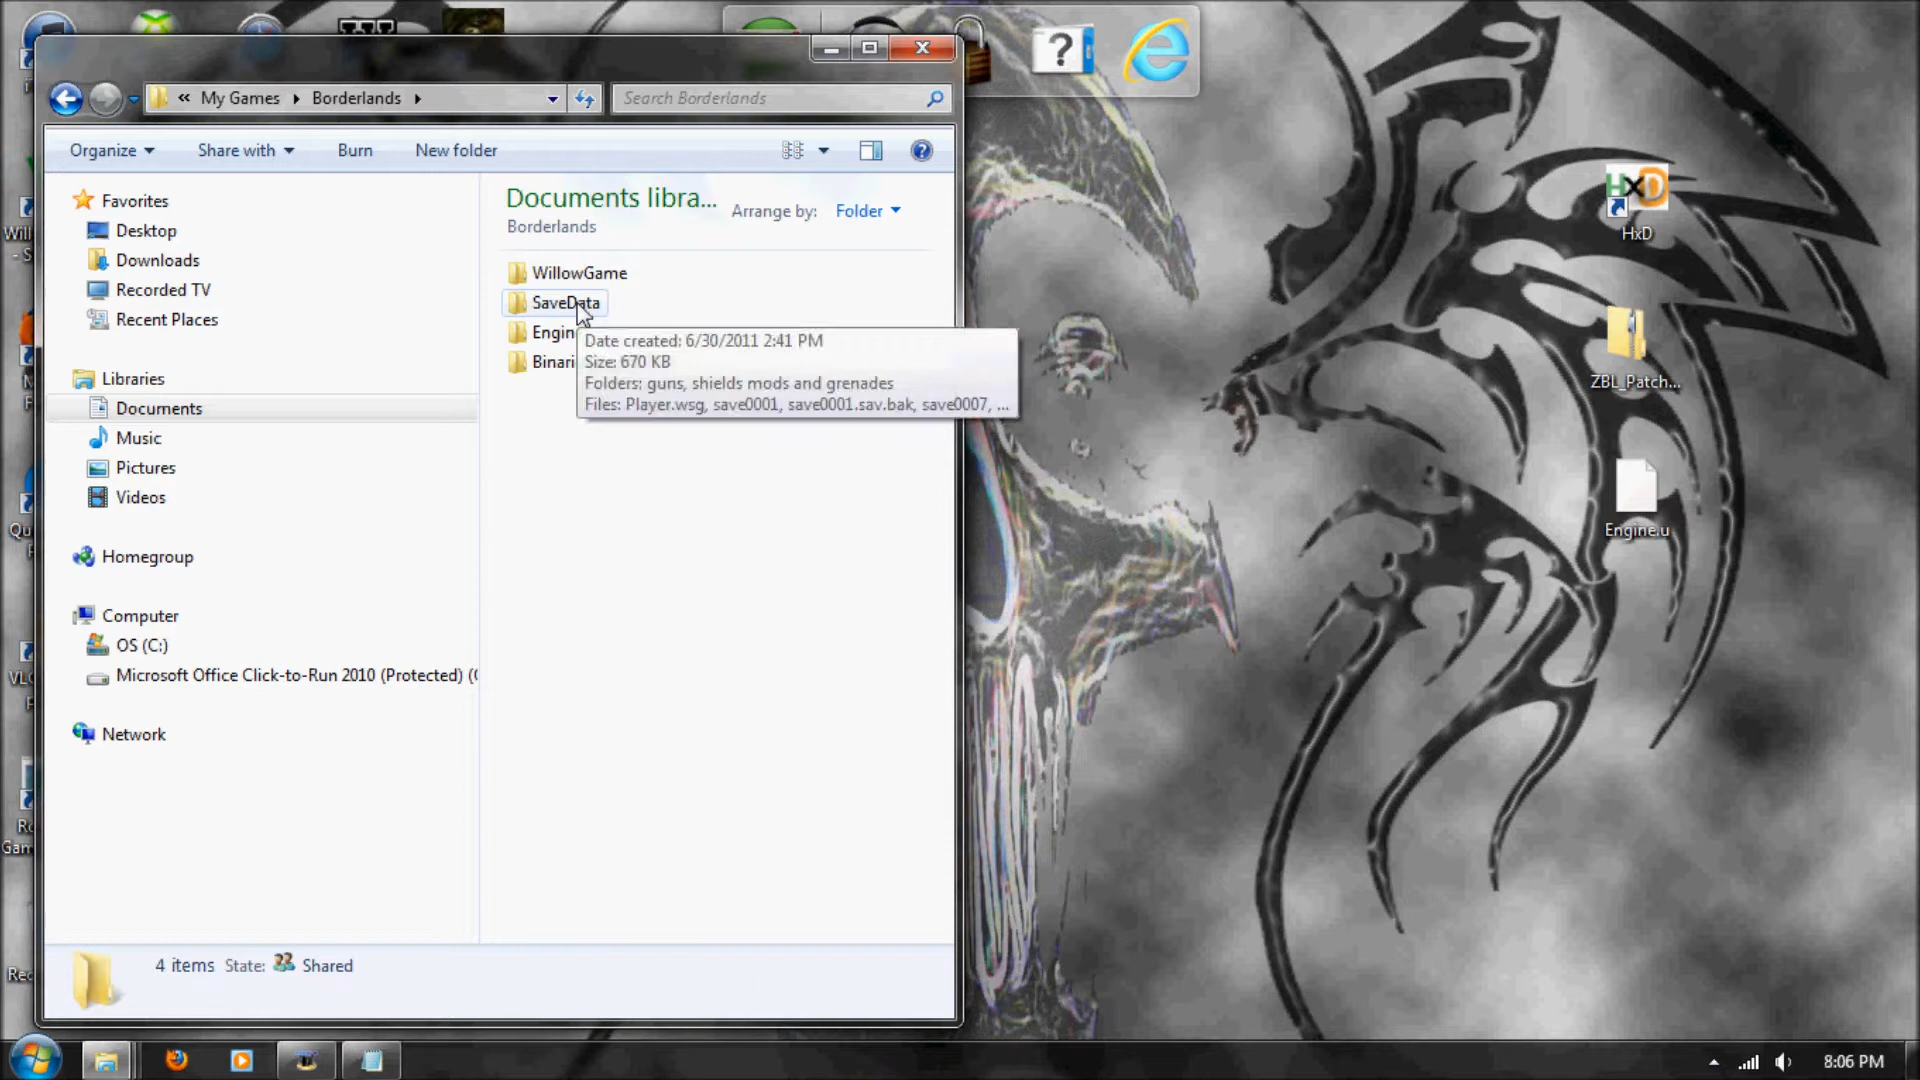 My Games
Borderlands
Search Borderlands
Organize
Share with
Burn
New folder
Favorites
Desktop
Downloads
Recorded TV
Recent Places
Libraries
Documents
Music
Pictures
Videos
Homegroup
Computer
OS (C:)
Microsoft Office Click-to-Run 2010 (Protected) (
Network
Documents libra...
Borderlands
Arrange by: Folder
WillowGame
SaveData
Engin
Binari
Date created: 6/30/2011 2:41 PM
Size: 670 KB
Folders: guns, shields mods and grenades
Files: Player.wsg, save0001, save0001.sav.bak, save0007, ...
4 items State: Shared
HxD
HxD
ZBL_Patch...
Engine.u
8:06 PM